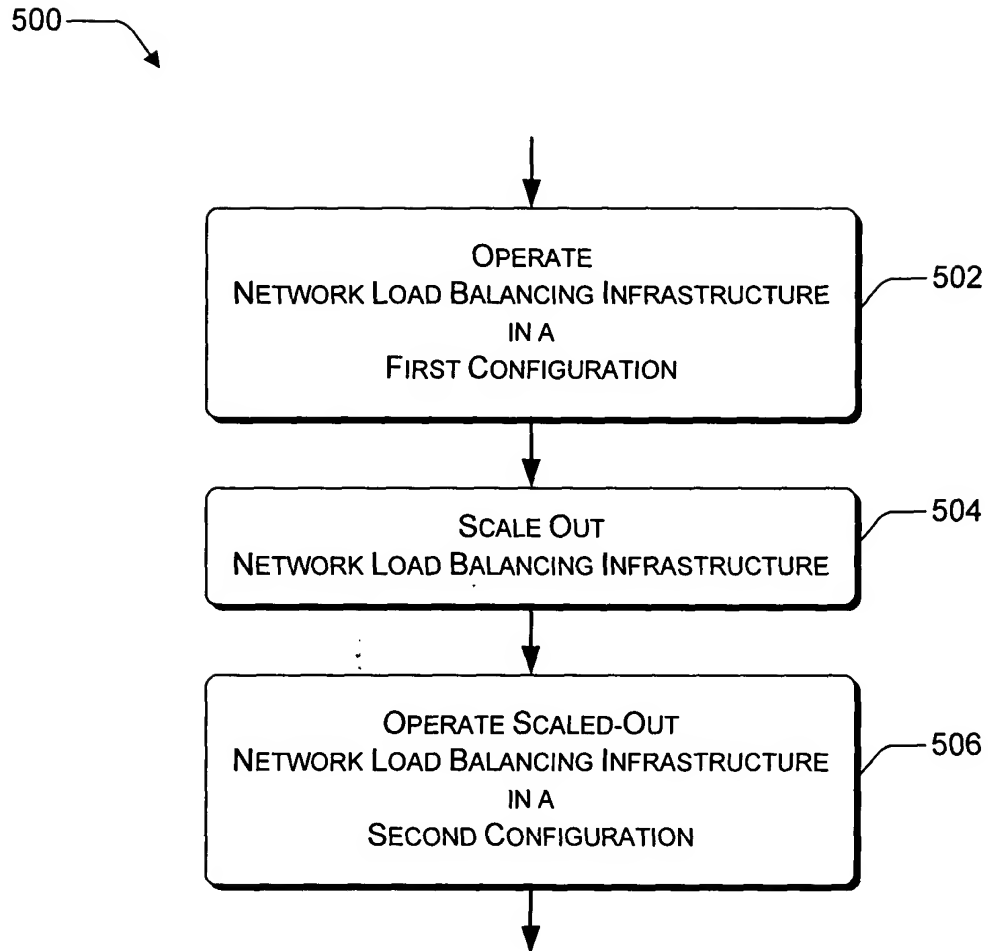 500
OPERATE
NETWORK LOAD BALANCING INFRASTRUCTURE
IN A
FIRST CONFIGURATION
502
SCALE OUT
NETWORK LOAD BALANCING INFRASTRUCTURE
504
OPERATE SCALED-OUT
NETWORK LOAD BALANCING INFRASTRUCTURE
IN A
SECOND CONFIGURATION
506